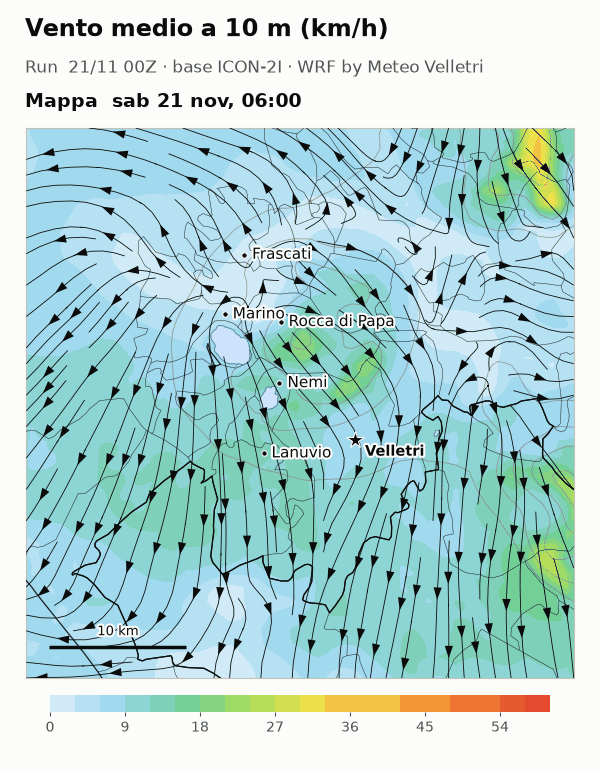 Vento medio a 10 m (km/h)
Run  21/11 00Z · base ICON-2I · WRF by Meteo Velletri
Mappa  sab 21 nov, 06:00
Frascati
Marino
Rocca di Papa
Nemi
Velletri
Lanuvio
10 km
0 9 18 27 36 45 54